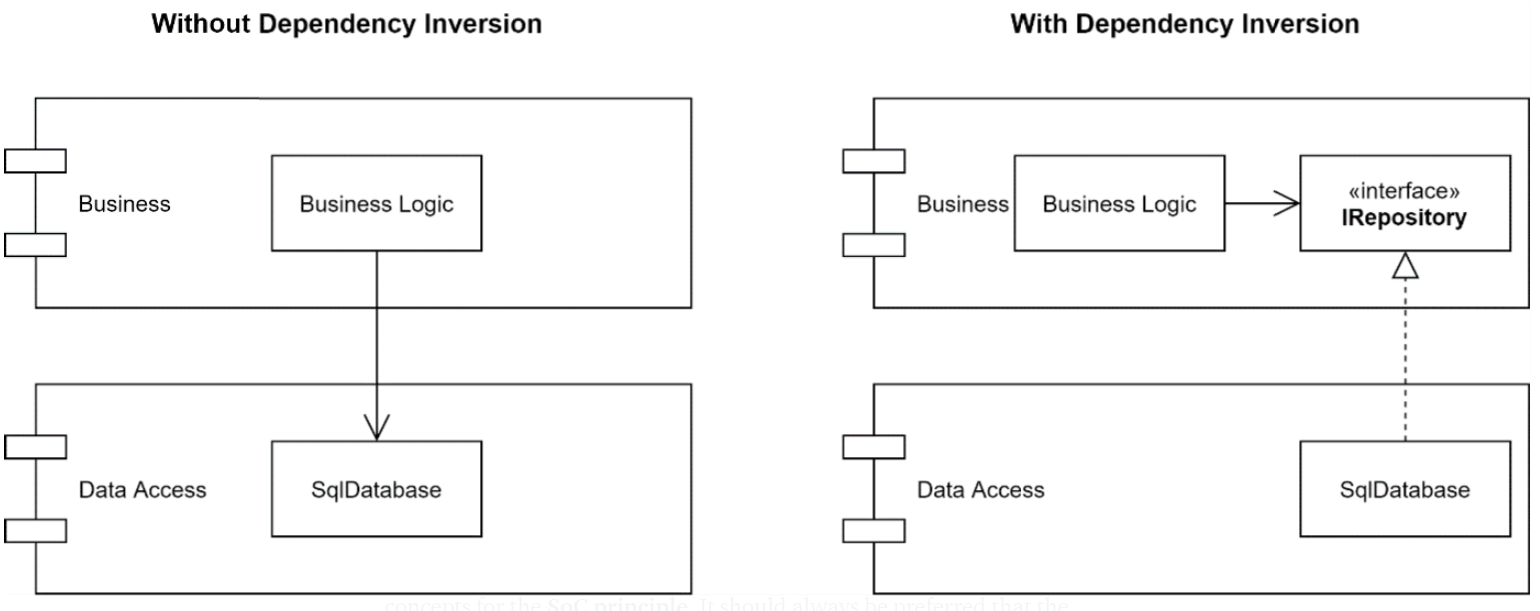 Without Dependency Inversion
With Dependency Inversion
Business
Business Logic
Business
Business Logic
«interface»
IRepository
Data Access
SqlDatabase
Data Access
SqlDatabase
concepts for the SoC principle. It should always be preferred that the